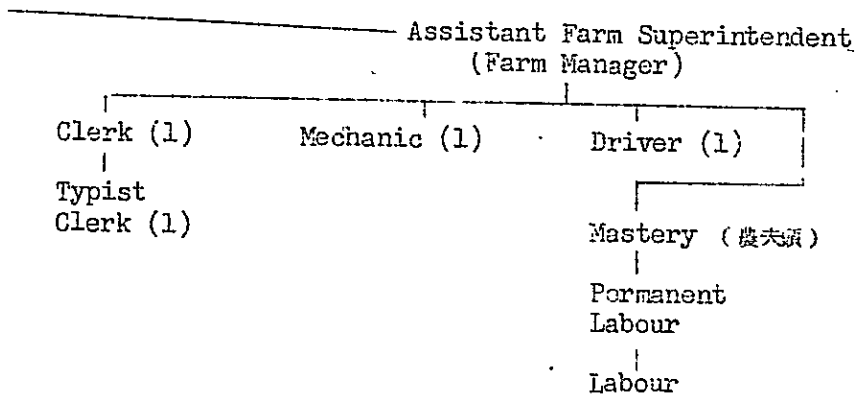 Assistant Farm Superintendent
(Farm Manager)
Clerk (1)
Mechanic (1)
Driver (1)
Typist
Clerk (1)
Mastery (農夫頭)
Permanent
Labour
Labour